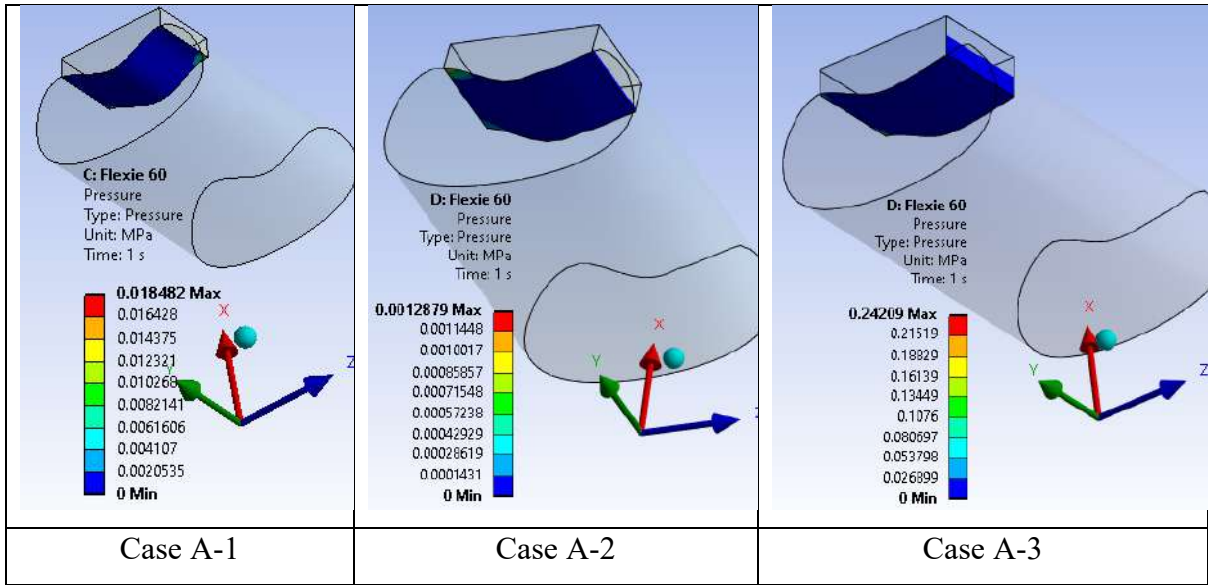 C: Flexie 60
Pressure
Type: Pressure
Unit: MPa
Time: 1 s
0.018482 Max
0.016428
0.014375
0.012321
0.010268
0.0082141
0.0061606
0.004107
0.0020535
0 Min
X
Y
Z
D: Flexie 60
Pressure
Type: Pressure
Unit: MPa
Time: 1 s
0.0012879 Max
0.0011448
0.0010017
0.00085857
0.00071548
0.00057238
0.00042929
0.00028619
0.0001431
0 Min
X
Y
Z
D: Flexie 60
Pressure
Type: Pressure
Unit: MPa
Time: 1 s
0.24209 Max
0.21519
0.18829
0.16139
0.13449
0.1076
0.080697
0.053798
0.026899
0 Min
X
Y
Z
Case A-1
Case A-2
Case A-3